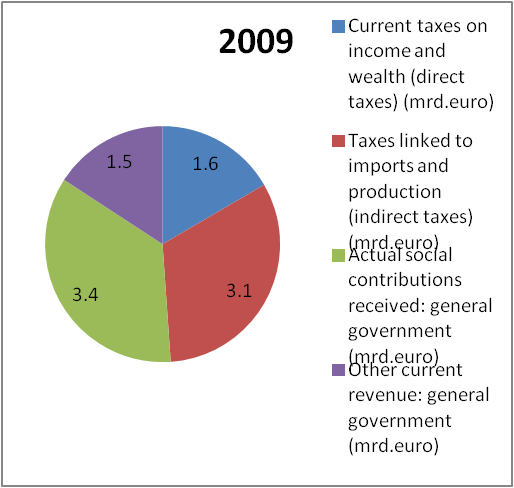 2009
Current taxes on
income and
wealth (direct
taxes) (mrd.euro)
Taxes linked to
imports and
production
(indirect taxes)
(mrd.euro)
Actual social
contributions
received: general
government
(mrd.euro)
Other current
revenue: general
government
(mrd.euro)
1.5
1.6
3.4
3.1